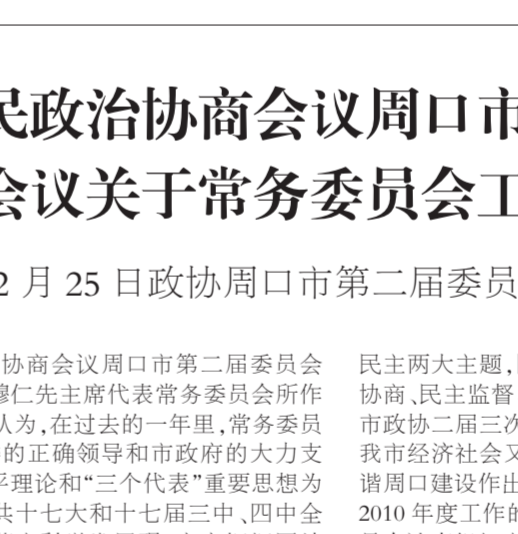 民政治协商会议周口市
会议关于常务委员会工
2 月 25 日政协周口市第二届委员
协商会议周口市第二届委员会
廖仁先主席代表常务委员会所作
认为,在过去的一年里,常务委员
的正确领导和市政府的大力支
平理论和“三个代表”重要思想为
共十七大和十七届三中、四中全
民主两大主题,
协商、民主监督
市政协二届三次
我市经济社会又
谐周口建设作出
2010 年度工作的